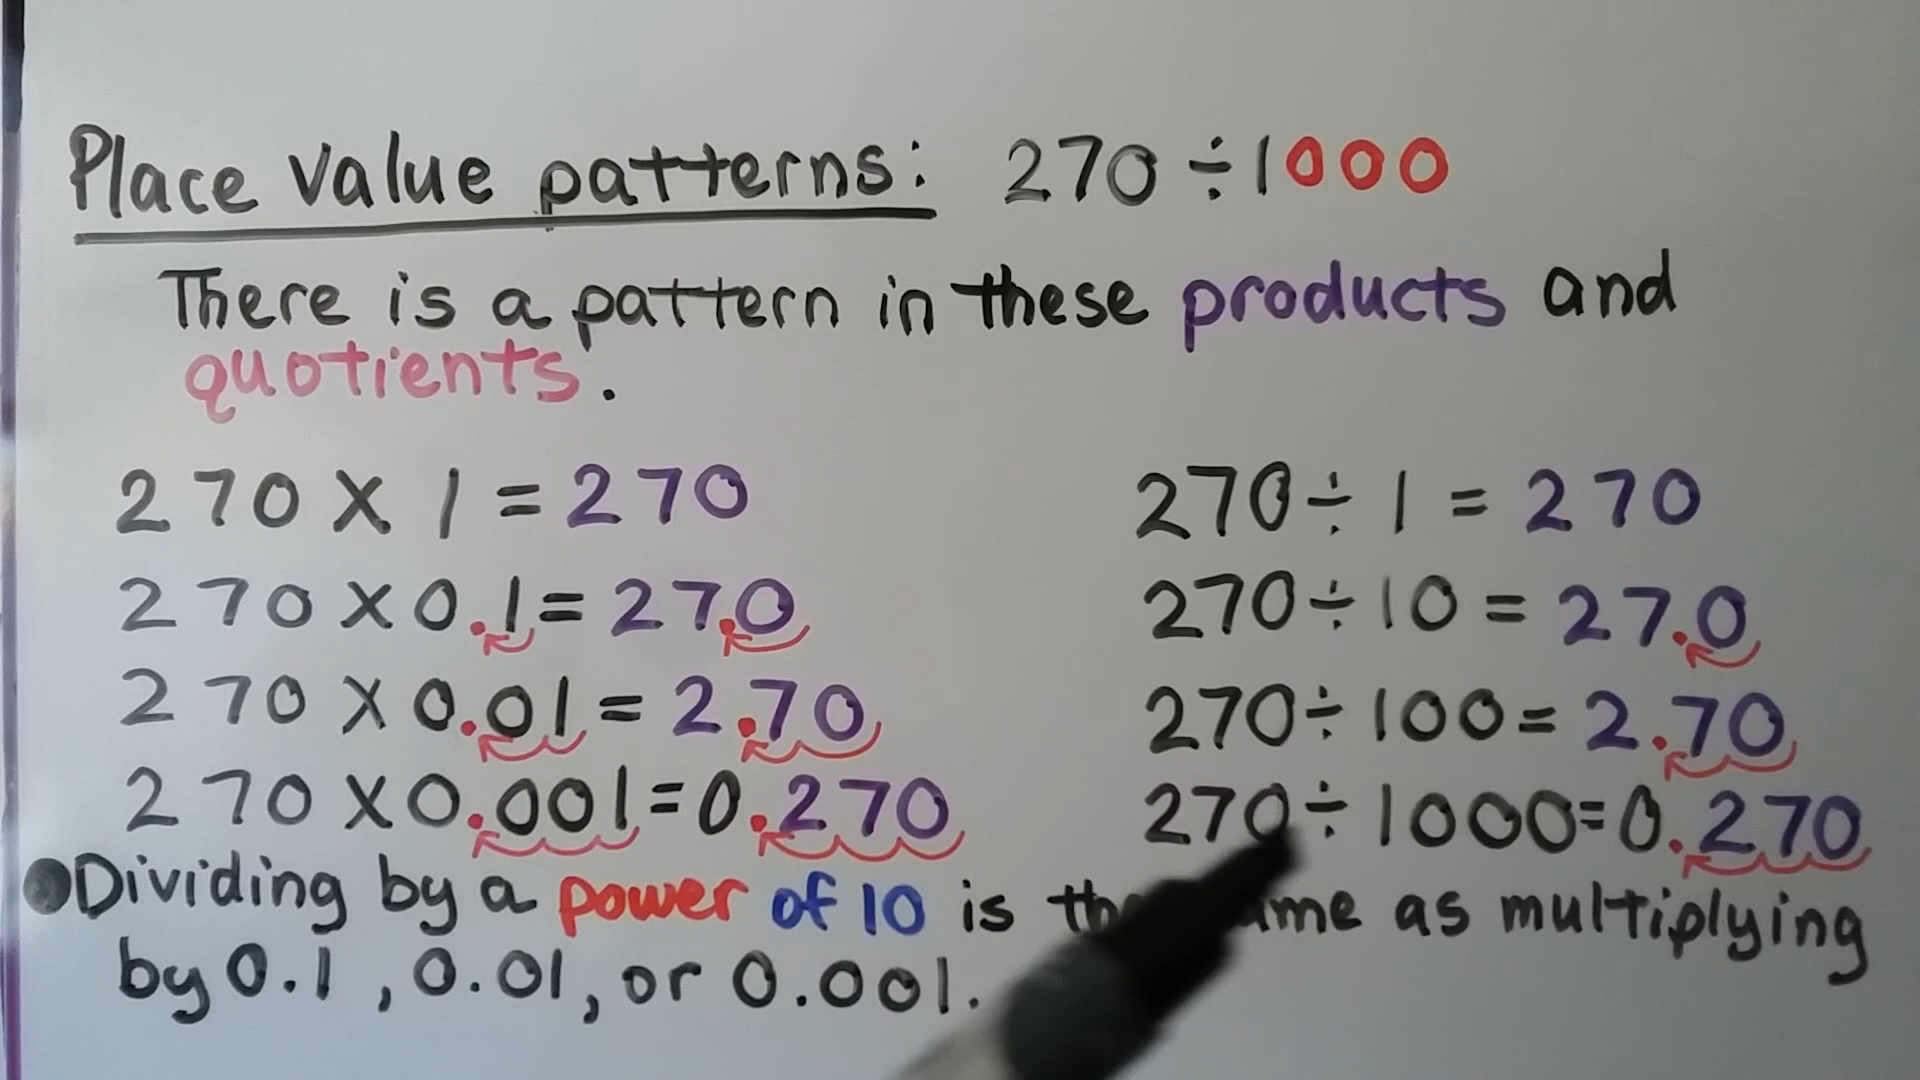 Place value patterns: 270 ÷ 1000
There is a pattern in these products and
quotients.
270 X 1 = 270
270 X 0.1 = 27.0
270 X 0.01 = 2.70
270 X 0.001 = 0.270
270 ÷ 1 = 270
270 ÷ 10 = 27.0
270 ÷ 100 = 2.70
270 ÷ 1000 = 0.270
● Dividing by a power of 10 is as multiplying
by 0.1, 0.01, or 0.001.